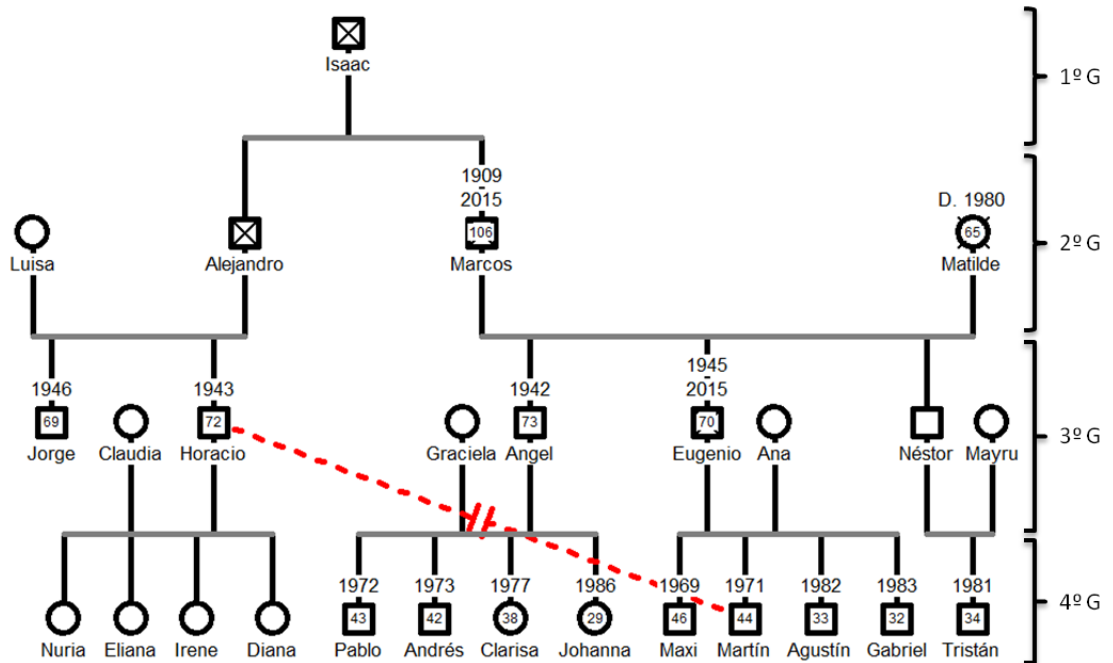 Isaac
1º G
1909
2015
D. 1980
106
65
Luisa
Alejandro
Marcos
Matilde
2º G
1946
1943
1942
1945
2015
69
72
73
70
Jorge
Claudia
Horacio
Graciela
Angel
Eugenio
Ana
Néstor
Mayru
3º G
1972
1973
1977
1986
1969
1971
1982
1983
1981
43
42
38
29
46
44
33
32
34
Nuria
Eliana
Irene
Diana
Pablo
Andrés
Clarisa
Johanna
Maxi
Martín
Agustín
Gabriel
Tristán
4º G